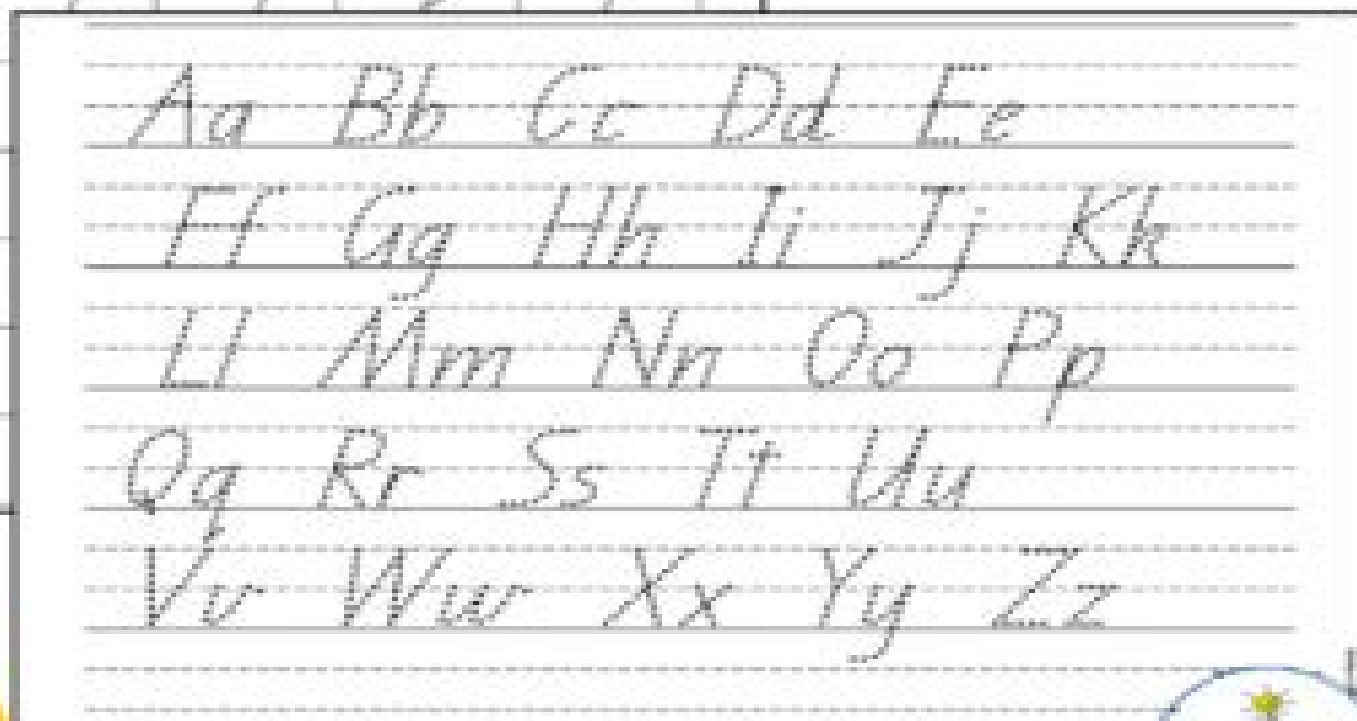 Aa Bb Cc Dd Ee
Ff Gg Hh Ii Jj Kk
Ll Mm Nn Oo Pp
Qq Rr Ss Tt Uu
Vv Ww Xx Yy Zz